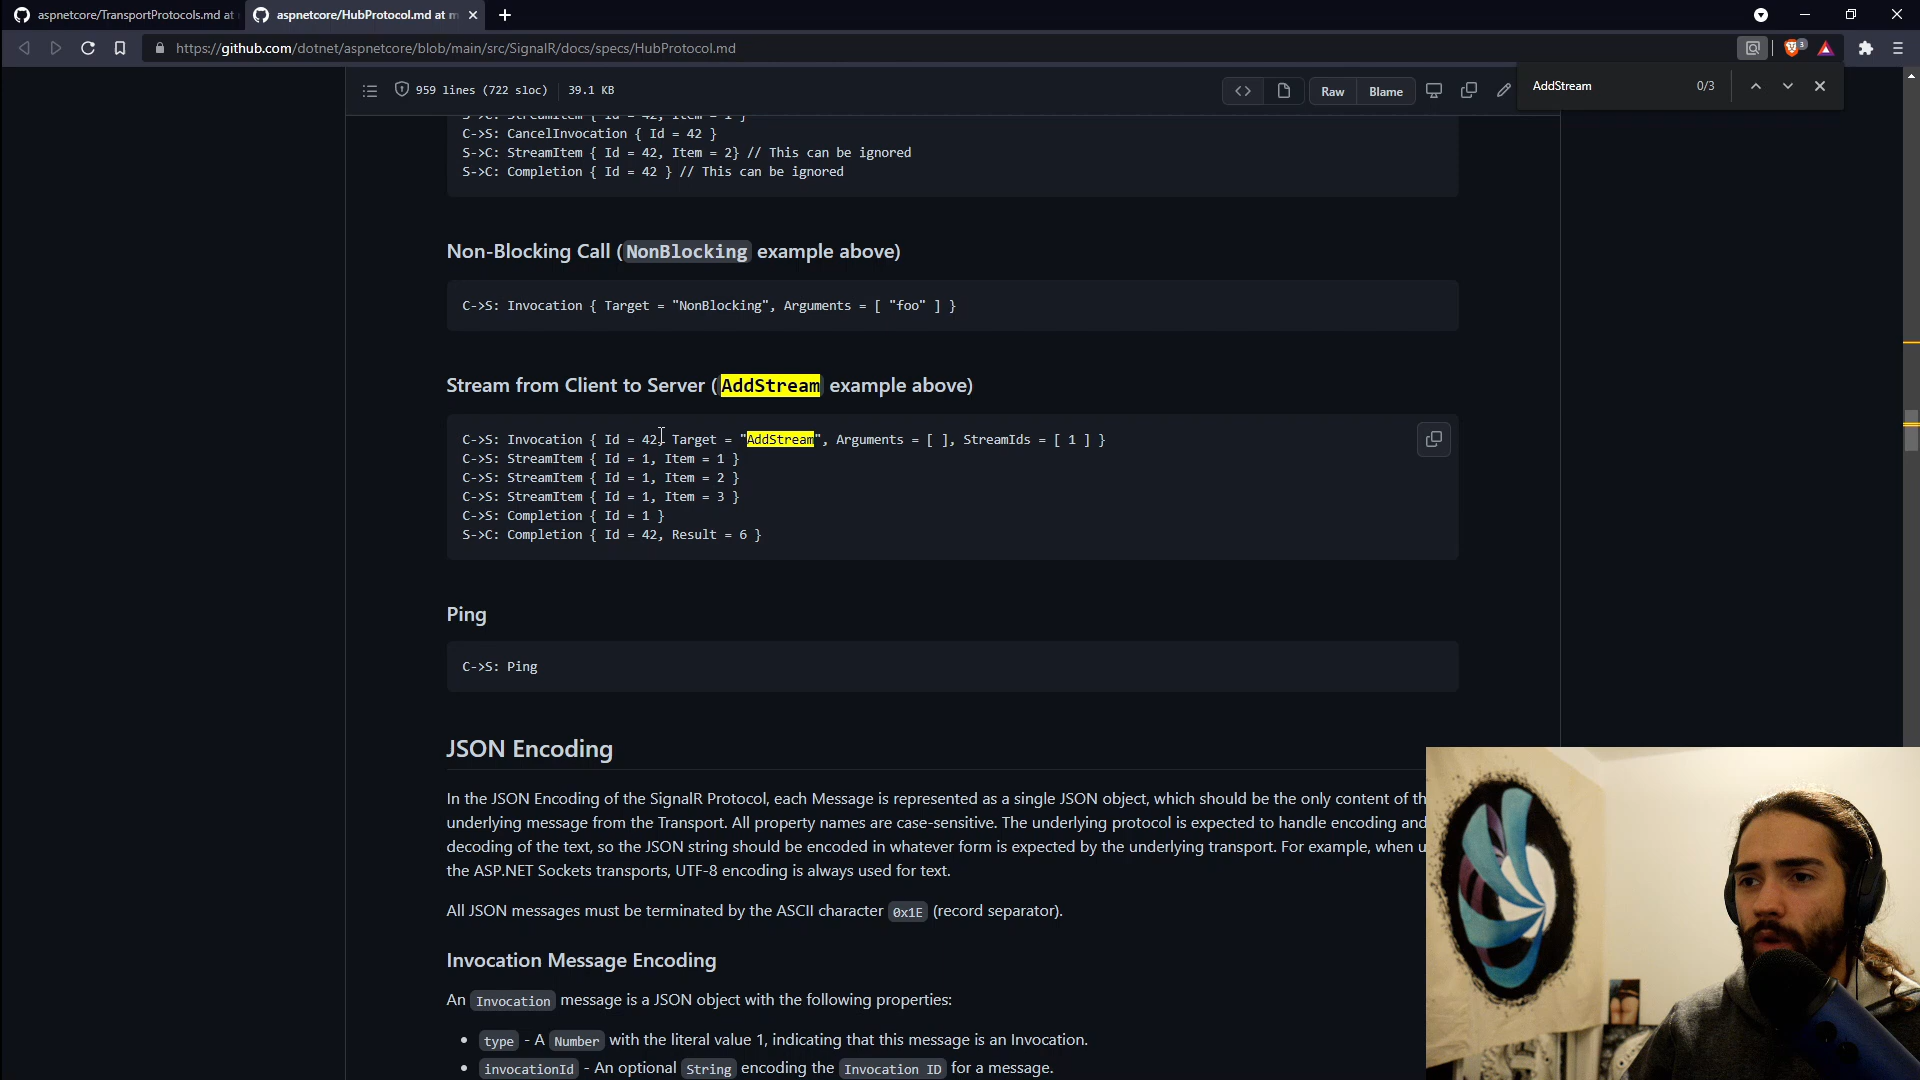 aspnetcore/TransportProtocols.md at
aspnetcore/HubProtocol.md at m
https://github.com/dotnet/aspnetcore/blob/main/src/SignalR/docs/specs/HubProtocol.md
3
959 lines (722 sloc)
39.1 KB
Raw
Blame
AddStream
0/3
S->C: StreamItem { Id = 42, Item = 1 }
C->S: CancelInvocation { Id = 42 }
S->C: StreamItem { Id = 42, Item = 2} // This can be ignored
S->C: Completion { Id = 42 } // This can be ignored
Non-Blocking Call (NonBlocking example above)
C->S: Invocation { Target = "NonBlocking", Arguments = [ "foo" ] }
Stream from Client to Server (AddStream example above)
C->S: Invocation { Id = 42, Target = "AddStream", Arguments = [ ], StreamIds = [ 1 ] }
C->S: StreamItem { Id = 1, Item = 1 }
C->S: StreamItem { Id = 1, Item = 2 }
C->S: StreamItem { Id = 1, Item = 3 }
C->S: Completion { Id = 1 }
S->C: Completion { Id = 42, Result = 6 }
Ping
C->S: Ping
JSON Encoding
In the JSON Encoding of the SignalR Protocol, each Message is represented as a single JSON object, which should be the only content of th
underlying message from the Transport. All property names are case-sensitive. The underlying protocol is expected to handle encoding and
decoding of the text, so the JSON string should be encoded in whatever form is expected by the underlying transport. For example, when u
the ASP.NET Sockets transports, UTF-8 encoding is always used for text.
All JSON messages must be terminated by the ASCII character 0x1E (record separator).
Invocation Message Encoding
An Invocation message is a JSON object with the following properties:
• type - A Number with the literal value 1, indicating that this message is an Invocation.
• invocationId - An optional String encoding the Invocation ID for a message.